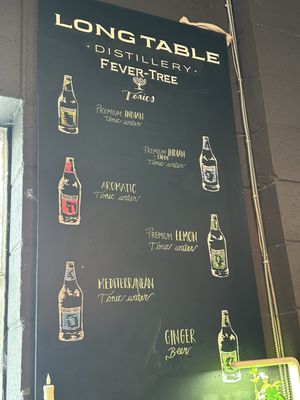 LONG TABLE
· DISTILLERY ·
FEVER-TREE
Tonics
PREMIUM INDIAN
Tonic water
PREMIUM INDIAN
Tonic water
AROMATIC
Tonic water
PREMIUM LEMON
Tonic water
MEDITERRANEAN
Tonic water
GINGER
Beer